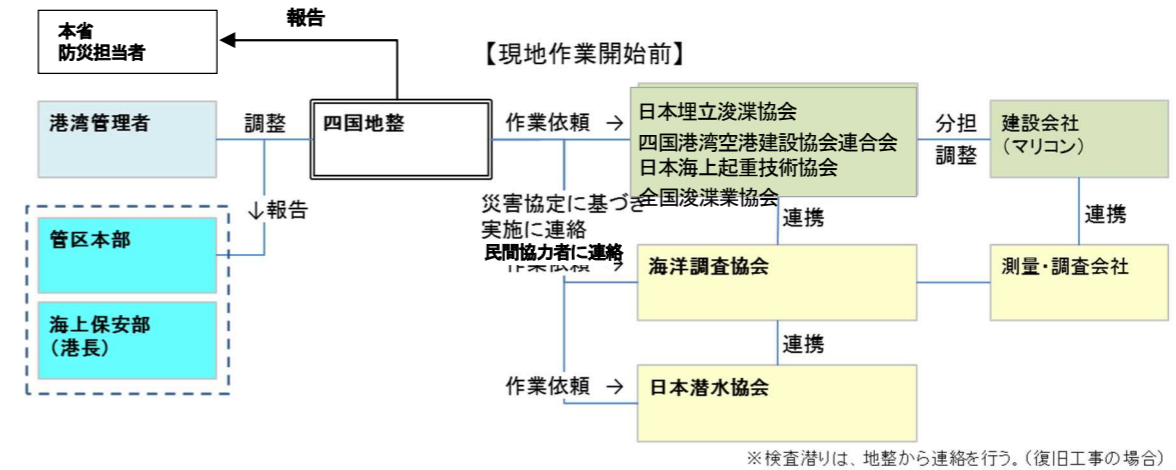 報告
本省
防災担当者
【現地作業開始前】
港湾管理者
調整
四国地整
作業依頼 →
日本埋立浚渫協会
四国港湾空港建設協会連合会
日本海上起重技術協会
全国浚渫業協会
分担
調整
建設会社
（マリコン）
↓報告
災害協定に基づき
実施に連絡
民間協力者に連絡
連携
連携
管区本部
作業依頼 →
海洋調査協会
測量・調査会社
海上保安部
（港長）
連携
作業依頼 →
日本潜水協会
※検査潜りは、地整から連絡を行う。（復旧工事の場合）